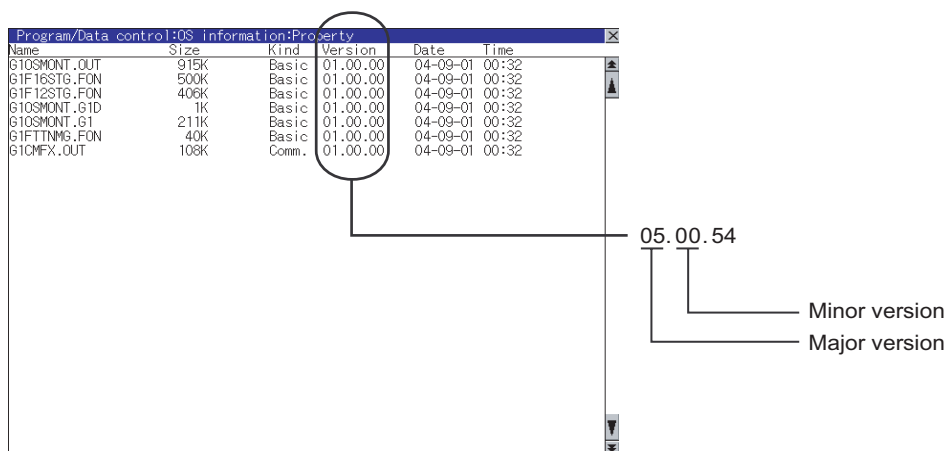 Program/Data control:OS information:Property
Name Size Kind Version Date Time
G1OSMONT.OUT 915K Basic 01.00.00 04-09-01 00:32
G1F16STG.FON 500K Basic 01.00.00 04-09-01 00:32
G1F12STG.FON 406K Basic 01.00.00 04-09-01 00:32
G1OSMONT.G1D 1K Basic 01.00.00 04-09-01 00:32
G1OSMONT.G1 211K Basic 01.00.00 04-09-01 00:32
G1FTTNMG.FON 40K Basic 01.00.00 04-09-01 00:32
G1CMFX.OUT 108K Comm. 01.00.00 04-09-01 00:32
05.00.54
Minor version
Major version